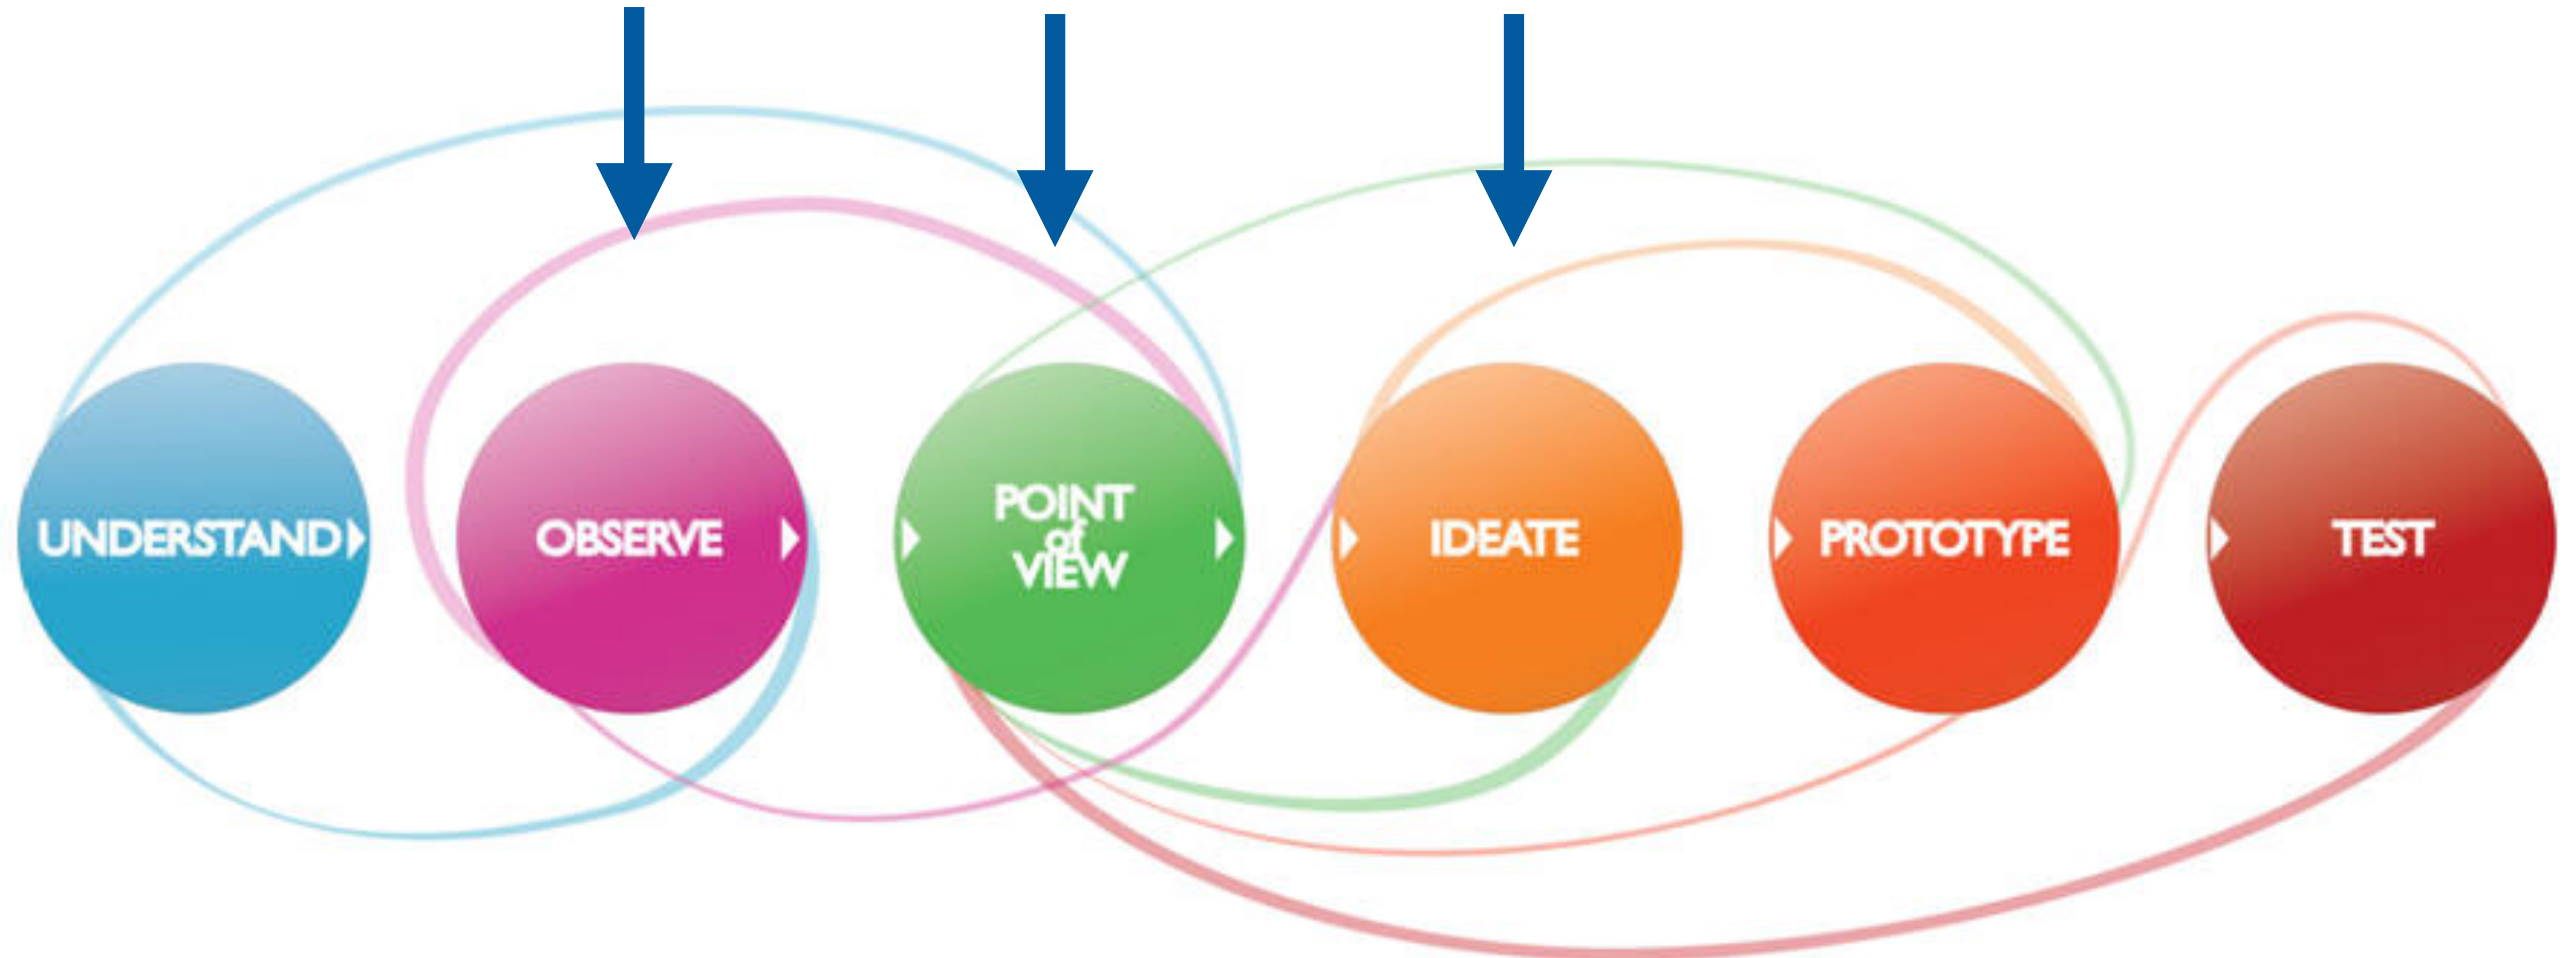 UNDERSTAND
OBSERVE
POINT
of
VIEW
IDEATE
PROTOTYPE
TEST